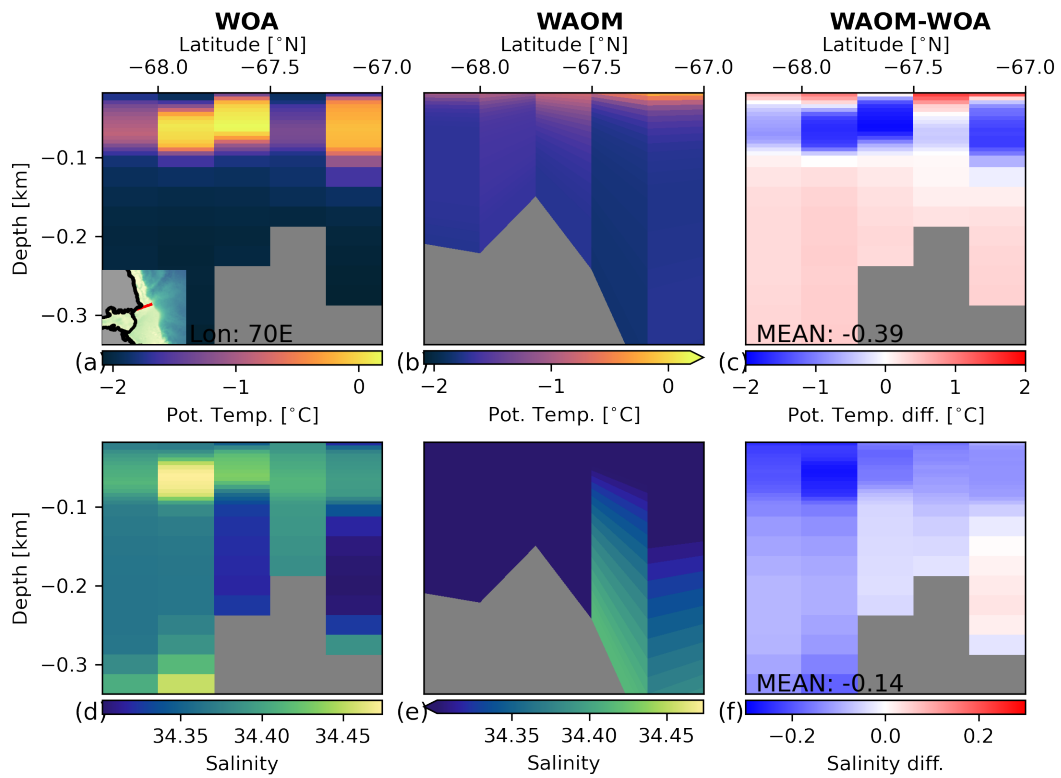 WOA WAOM WAOM-WOA
Latitude [°N] Latitude [°N] Latitude [°N]
−68.0 −67.5 −67.0 −68.0 −67.5 −67.0 −68.0 −67.5 −67.0
Depth [km]
−0.1
−0.2
−0.3
Lon: 70E
MEAN: -0.39
(a) (b) (c)
−2 −1 0 −2 −1 0 −2 −1 0 1 2
Pot. Temp. [°C] Pot. Temp. [°C] Pot. Temp. diff. [°C]
Depth [km]
−0.1
−0.2
−0.3
MEAN: -0.14
(d) (e) (f)
34.35 34.40 34.45 34.35 34.40 34.45 −0.2 0.0 0.2
Salinity Salinity Salinity diff.